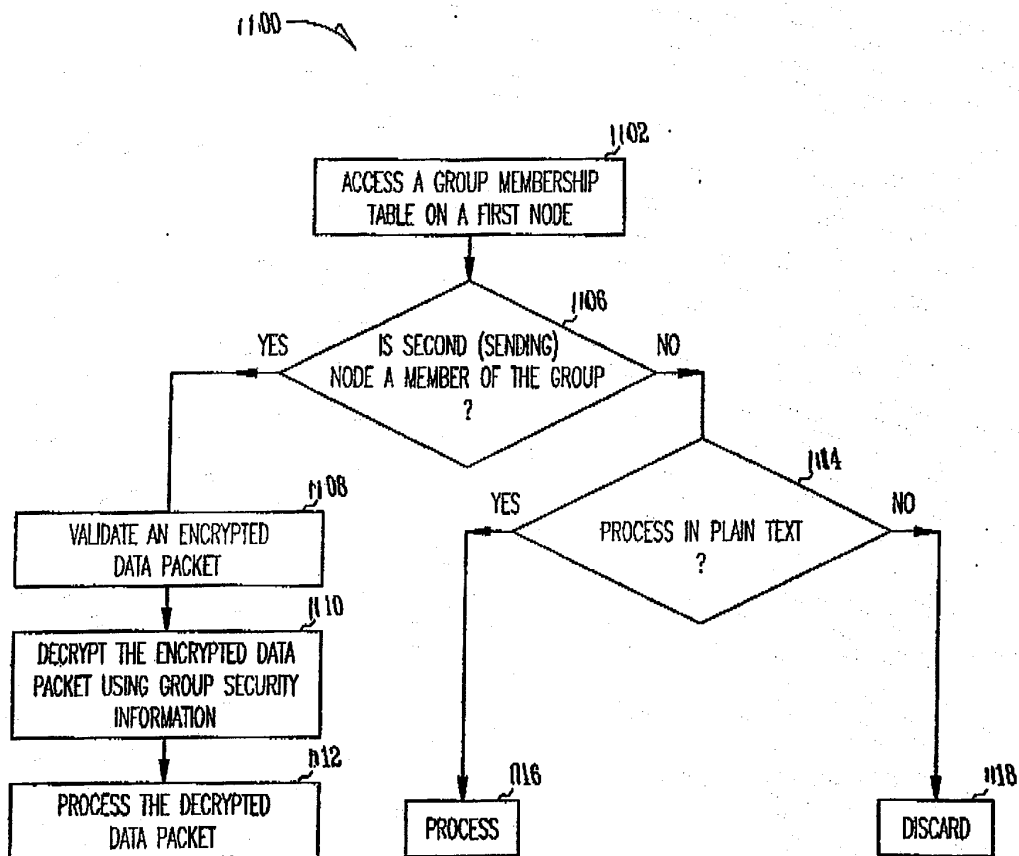 1100
1102
ACCESS A GROUP MEMBERSHIP
TABLE ON A FIRST NODE
1106
YES
IS SECOND (SENDING)
NODE A MEMBER OF THE GROUP
?
NO
1108
VALIDATE AN ENCRYPTED
DATA PACKET
1110
DECRYPT THE ENCRYPTED DATA
PACKET USING GROUP SECURITY
INFORMATION
1112
PROCESS THE DECRYPTED
DATA PACKET
1114
YES
PROCESS IN PLAIN TEXT
?
NO
1116
PROCESS
1118
DISCARD